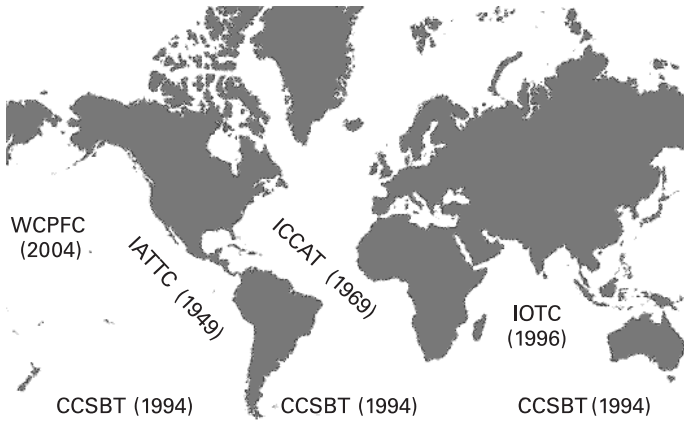 WCPFC
(2004)
IATTC (1949)
ICCAT (1969)
IOTC
(1996)
CCSBT (1994)
CCSBT (1994)
CCSBT (1994)